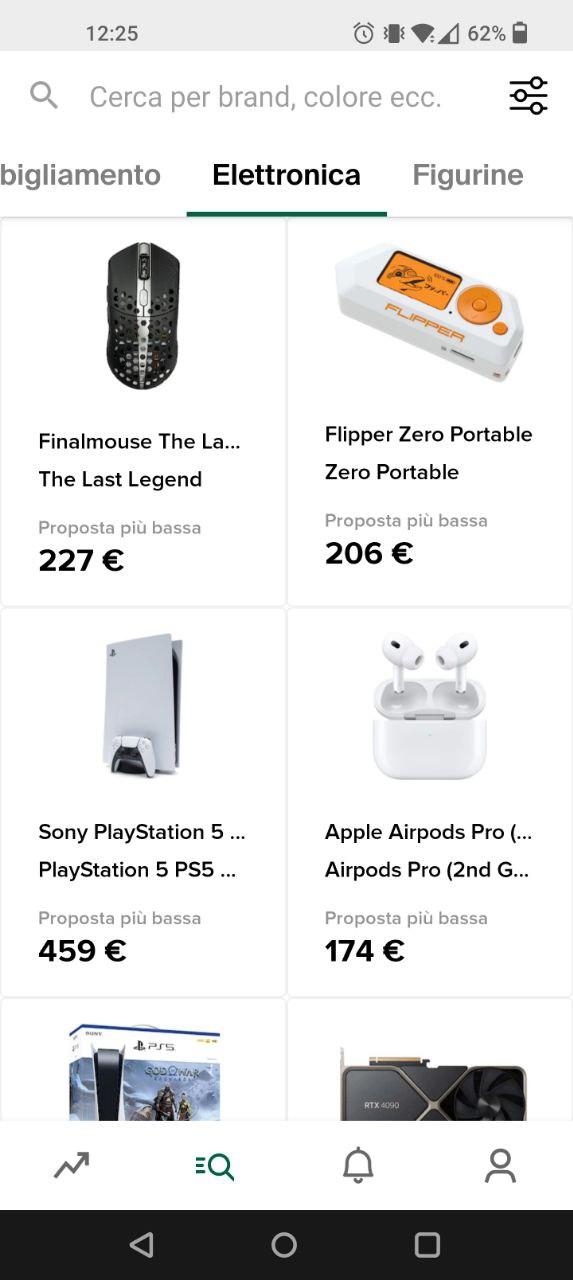 12:25
62%
Cerca per brand, colore ecc.
bigliamento
Elettronica
Figurine
FLIPPER
Finalmouse The La...
The Last Legend
Proposta più bassa
227 €
Flipper Zero Portable
Zero Portable
Proposta più bassa
206 €
Sony PlayStation 5 ...
PlayStation 5 PS5 ...
Proposta più bassa
459 €
Apple Airpods Pro (...
Airpods Pro (2nd G...
Proposta più bassa
174 €
SONY
PS5
GOD OF WAR
RTX 4090